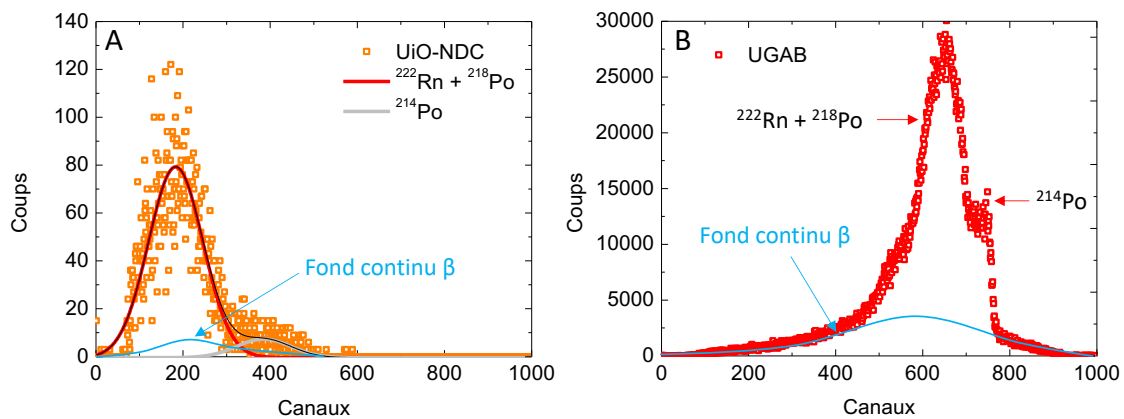 A
UiO-NDC
²²²Rn + ²¹⁸Po
²¹⁴Po
Fond continu β
Coups
140
120
100
80
60
40
20
0
0 200 400 600 800 1000
Canaux
B
UGAB
²²²Rn + ²¹⁸Po
²¹⁴Po
Fond continu β
Coups
30000
25000
20000
15000
10000
5000
0
0 200 400 600 800 1000
Canaux